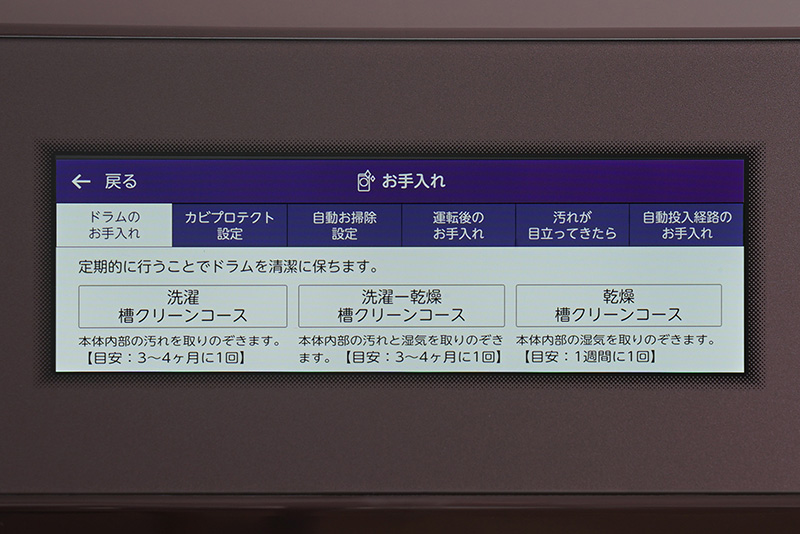 ← 戻る
お手入れ
ドラムの
お手入れ
カビプロテクト
設定
自動お掃除
設定
運転後の
お手入れ
汚れが
目立ってきたら
自動投入経路の
お手入れ
定期的に行うことでドラムを清潔に保ちます。
洗濯
槽クリーンコース
本体内部の汚れを取りのぞきます。
【目安：3〜4ヶ月に1回】
洗濯ー乾燥
槽クリーンコース
本体内部の汚れと湿気を取りのぞき
ます。【目安：3〜4ヶ月に1回】
乾燥
槽クリーンコース
本体内部の湿気を取りのぞきます。
【目安：1週間に1回】